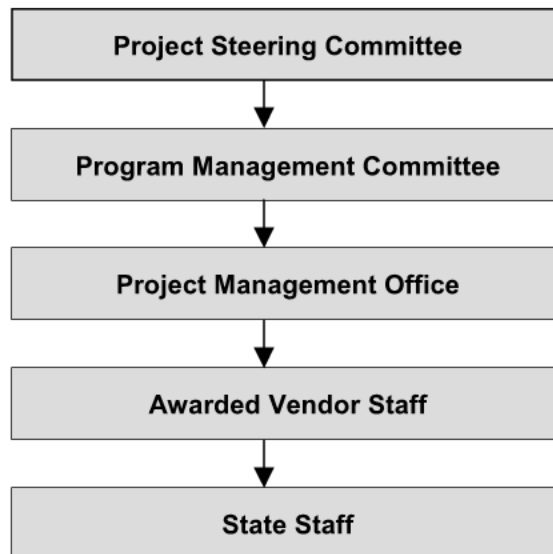 Project Steering Committee
Program Management Committee
Project Management Office
Awarded Vendor Staff
State Staff